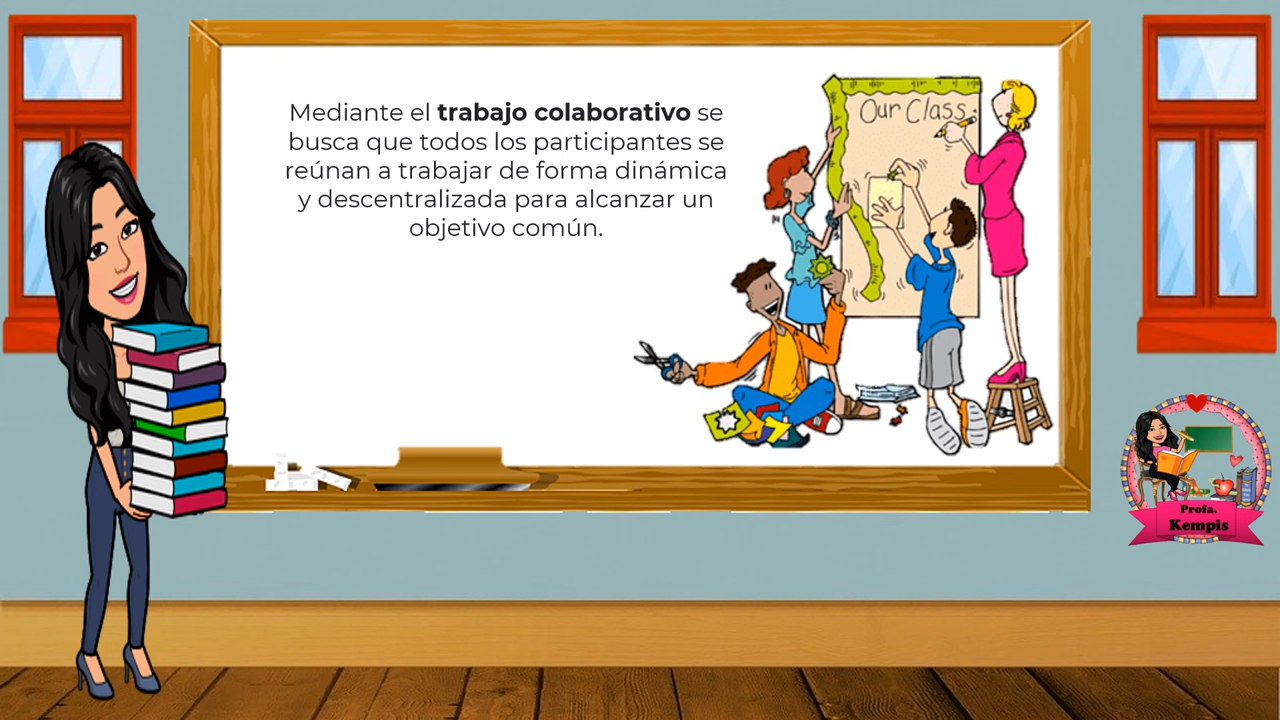 Mediante el trabajo colaborativo se
busca que todos los participantes se
reúnan a trabajar de forma dinámica
y descentralizada para alcanzar un
objetivo común.
Our Class
Profa.
Kempis